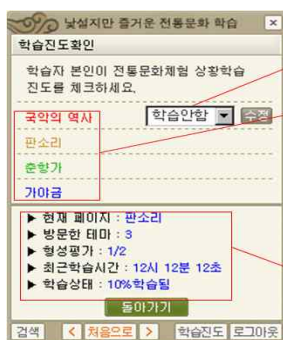 낯설지만 즐거운 전통문화 학습
학습진도확인
학습자 본인이 전통문화체험 상황학습
진도를 체크하세요.
국악의 역사 학습안함 수정
판소리
춘향가
가야금
▶ 현재 페이지 : 판소리
▶ 방문한 테마 : 3
▶ 형성평가 : 1/2
▶ 최근학습시간 : 12시 12분 12초
▶ 학습상태 : 10%학습됨
돌아가기
검색 < 처음으로 > 학습진도 로그아웃